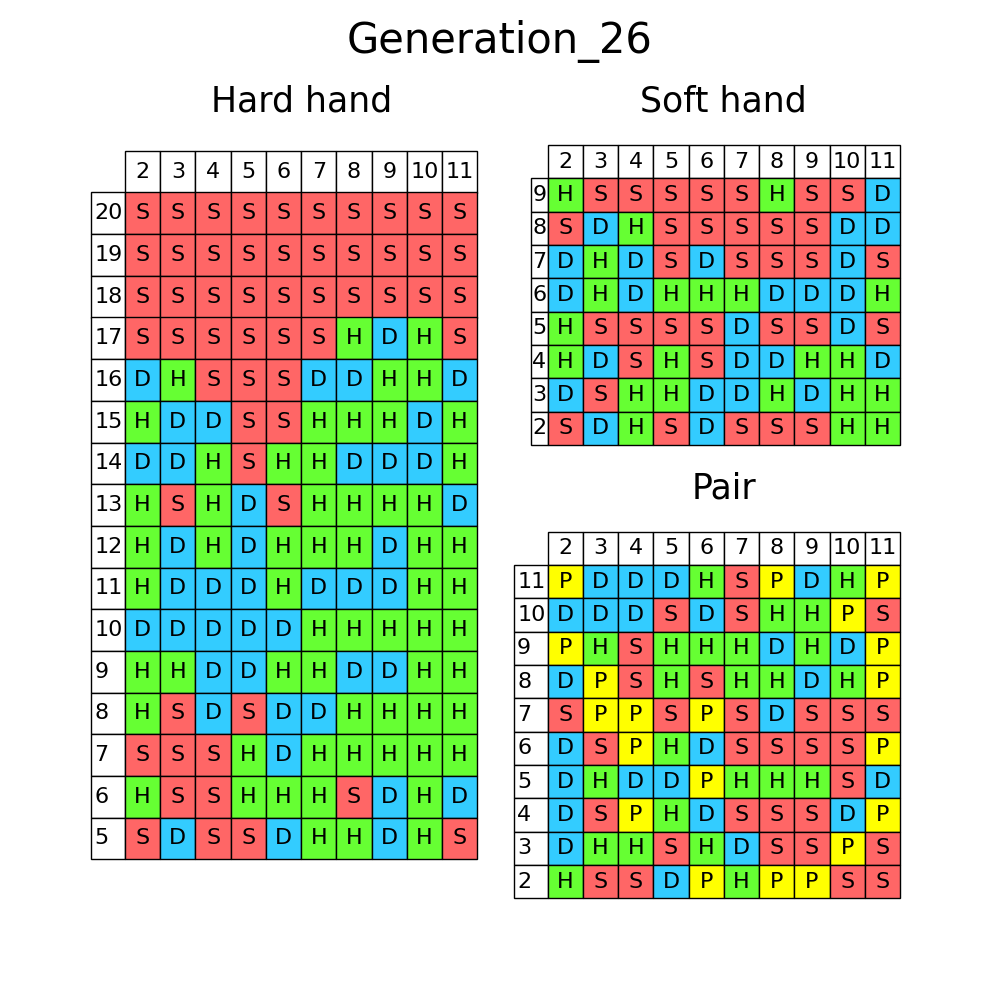 Generation_26
Hard hand
2 3 4 5 6 7 8 9 10 11
20 S S S S S S S S S S
19 S S S S S S S S S S
18 S S S S S S S S S S
17 S S S S S S H D H S
16 D H S S S D D H H D
15 H D D S S H H H D H
14 D D H S H H D D D H
13 H S H D S H H H H D
12 H D H D H H H D H H
11 H D D D H D D D H H
10 D D D D D H H H H H
9 H H D D H H D D H H
8 H S D S D D H H H H
7 S S S H D H H H H H
6 H S S H H H S D H D
5 S D S S D H H D H S
Soft hand
2 3 4 5 6 7 8 9 10 11
9 H S S S S S H S S D
8 S D H S S S S S D D
7 D H D S D S S S D S
6 D H D H H H D D D H
5 H S S S S D S S D S
4 H D S H S D D H H D
3 D S H H D D H D H H
2 S D H S D S S S H H
Pair
2 3 4 5 6 7 8 9 10 11
11 P D D D H S P D H P
10 D D D S D S H H P S
9 P H S H H H D H D P
8 D P S H S H H D H P
7 S P P S P S D S S S
6 D S P H D S S S S P
5 D H D D P H H H S D
4 D S P H D S S S D P
3 D H H S H D S S P S
2 H S S D P H P P S S